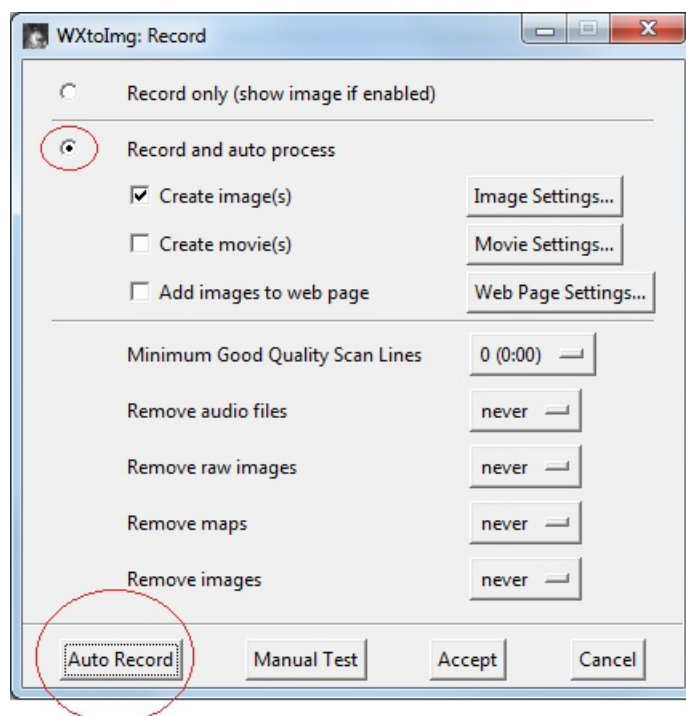 WXtoImg: Record
Record only (show image if enabled)
Record and auto process
Create image(s) Image Settings...
Create movie(s) Movie Settings...
Add images to web page Web Page Settings...
Minimum Good Quality Scan Lines 0 (0:00)
Remove audio files never
Remove raw images never
Remove maps never
Remove images never
Auto Record Manual Test Accept Cancel